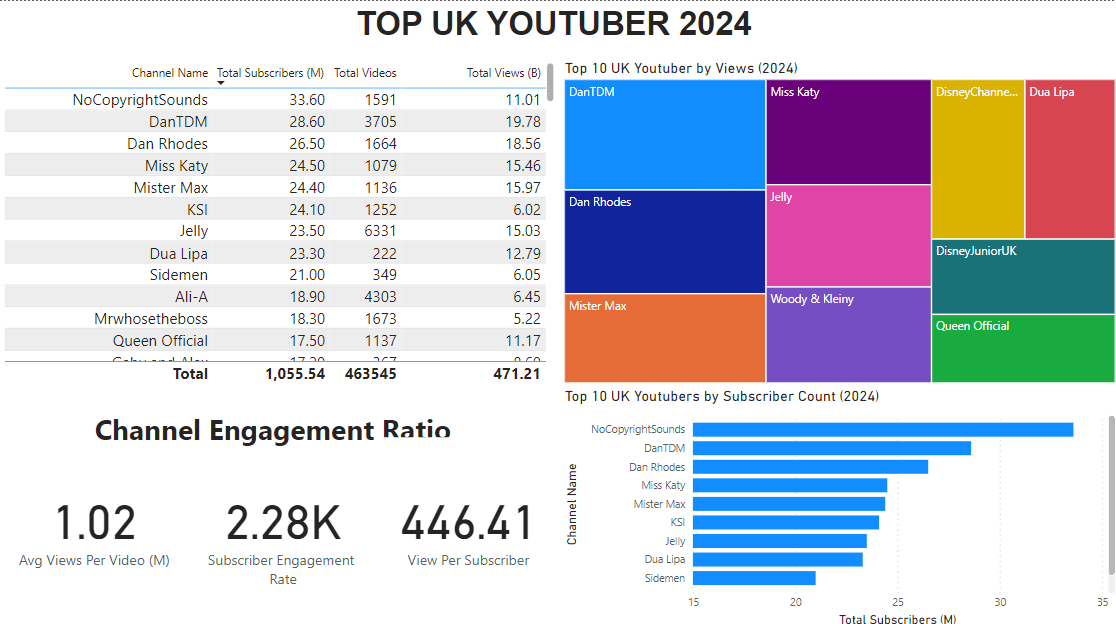 TOP UK YOUTUBER 2024
Channel Name Total Subscribers (M) Total Videos Total Views (B)
NoCopyrightSounds 33.60 1591 11.01
DanTDM 28.60 3705 19.78
Dan Rhodes 26.50 1664 18.56
Miss Katy 24.50 1079 15.46
Mister Max 24.40 1136 15.97
KSI 24.10 1252 6.02
Jelly 23.50 6331 15.03
Dua Lipa 23.30 222 12.79
Sidemen 21.00 349 6.05
Ali-A 18.90 4303 6.45
Mrwhosetheboss 18.30 1673 5.22
Queen Official 17.50 1137 11.17
Total 1,055.54 463545 471.21
Channel Engagement Ratio
1.02 2.28K 446.41
Avg Views Per Video (M) Subscriber Engagement View Per Subscriber
Rate
Top 10 UK Youtuber by Views (2024)
DanTDM
Dan Rhodes
Mister Max
Miss Katy
Jelly
Woody & Kleiny
DisneyChanne...
Dua Lipa
DisneyJuniorUK
Queen Official
Top 10 UK Youtubers by Subscriber Count (2024)
Channel Name
NoCopyrightSounds
DanTDM
Dan Rhodes
Miss Katy
Mister Max
KSI
Jelly
Dua Lipa
Sidemen
15 20 25 30 35
Total Subscribers (M)